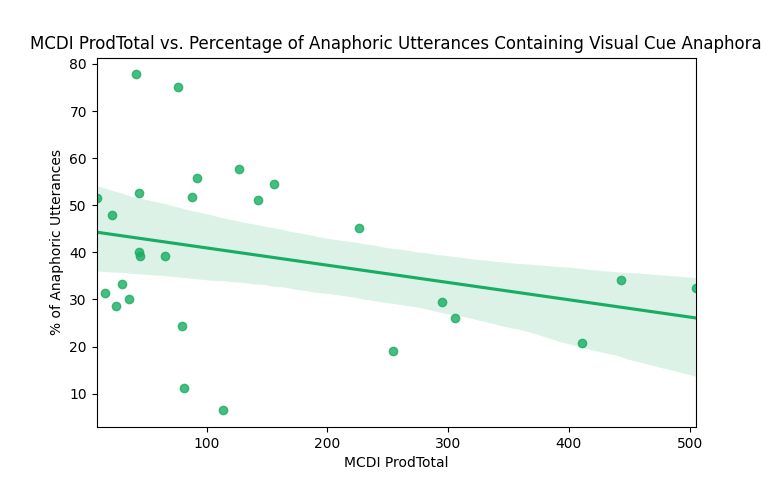 MCDI ProdTotal vs. Percentage of Anaphoric Utterances Containing Visual Cue Anaphora
80
70
60
50
40
30
20
10
% of Anaphoric Utterances
100 200 300 400 500
MCDI ProdTotal